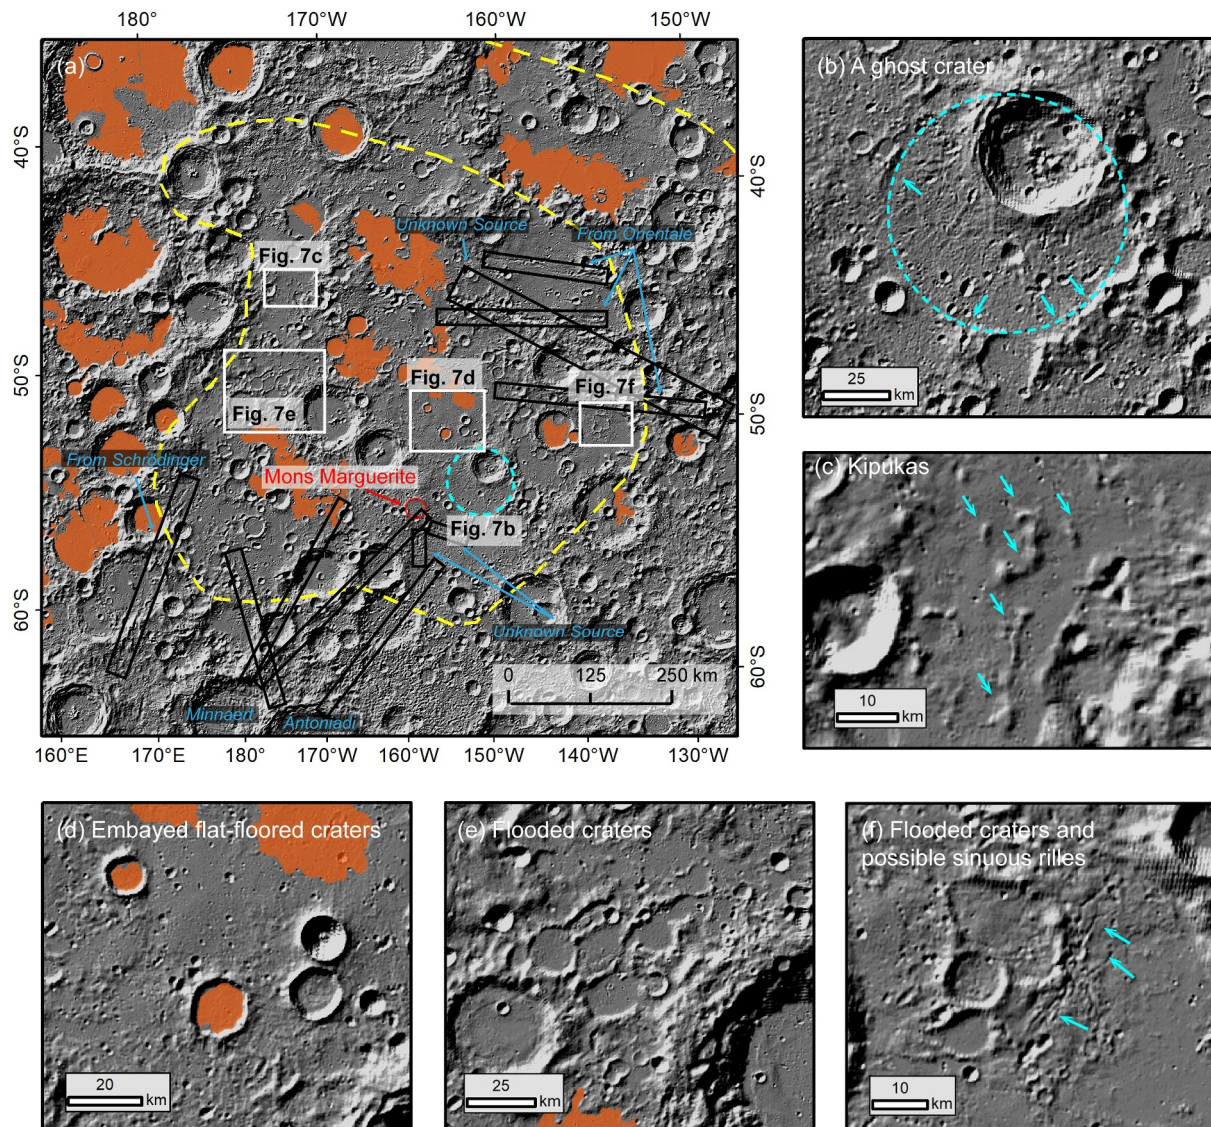 180°
170°W
160°W
150°W
(a)
40°S
50°S
60°S
40°S
50°S
60°S
Unknown Source
From Orientale
Fig. 7c
Fig. 7d
Fig. 7f
Fig. 7e
From Schrödinger
Mons Marguerite
Fig. 7b
Unknown Source
0 125 250 km
Minnaert
Antoniadi
160°E
170°E
180°W
170°W
160°W
150°W
140°W
130°W
(b) A ghost crater
25
km
(c) Kipukas
10
km
(d) Embayed flat-floored craters
20
km
(e) Flooded craters
25
km
(f) Flooded craters and
possible sinuous rilles
10
km